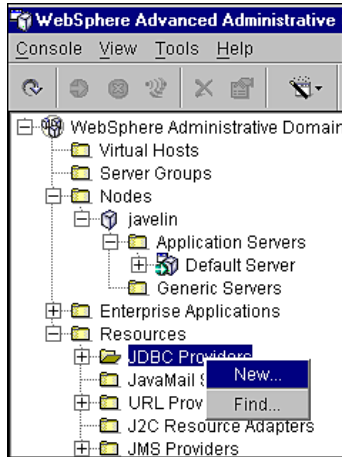 WebSphere Advanced Administrative
Console View Tools Help
WebSphere Administrative Domain
Virtual Hosts
Server Groups
Nodes
javelin
Application Servers
Default Server
Generic Servers
Enterprise Applications
Resources
JDBC Providers
New...
JavaMail
URL Prov
Find...
J2C Resource Adapters
JMS Providers